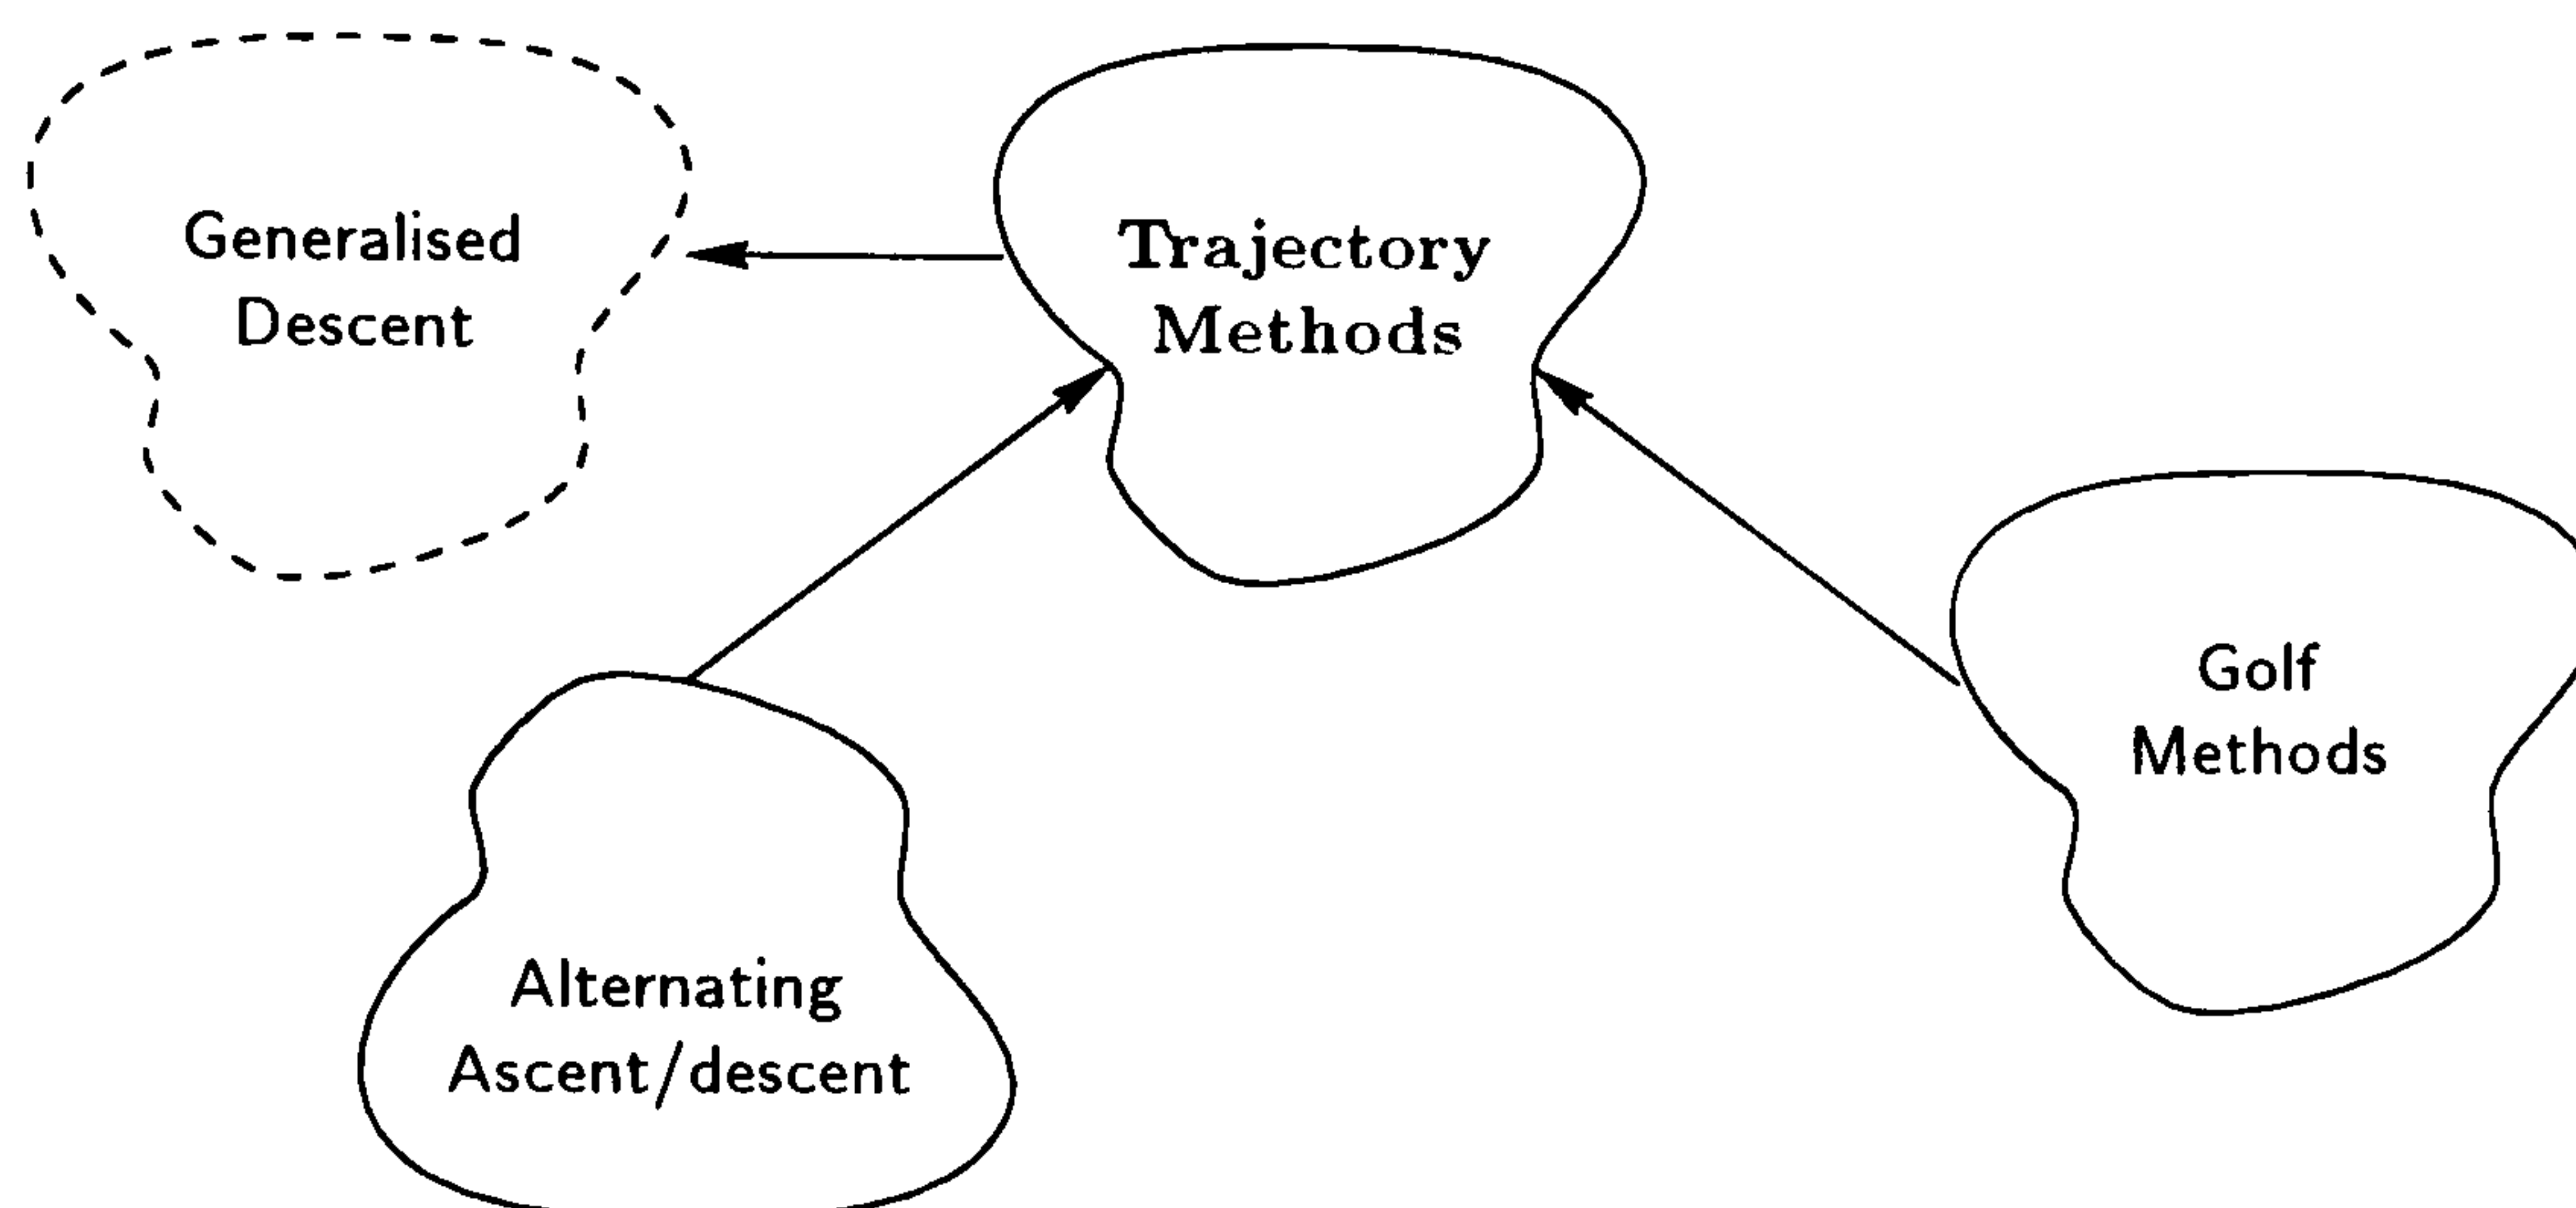 Generalised
Descent
Trajectory
Methods
Golf
Methods
Alternating
Ascent/descent